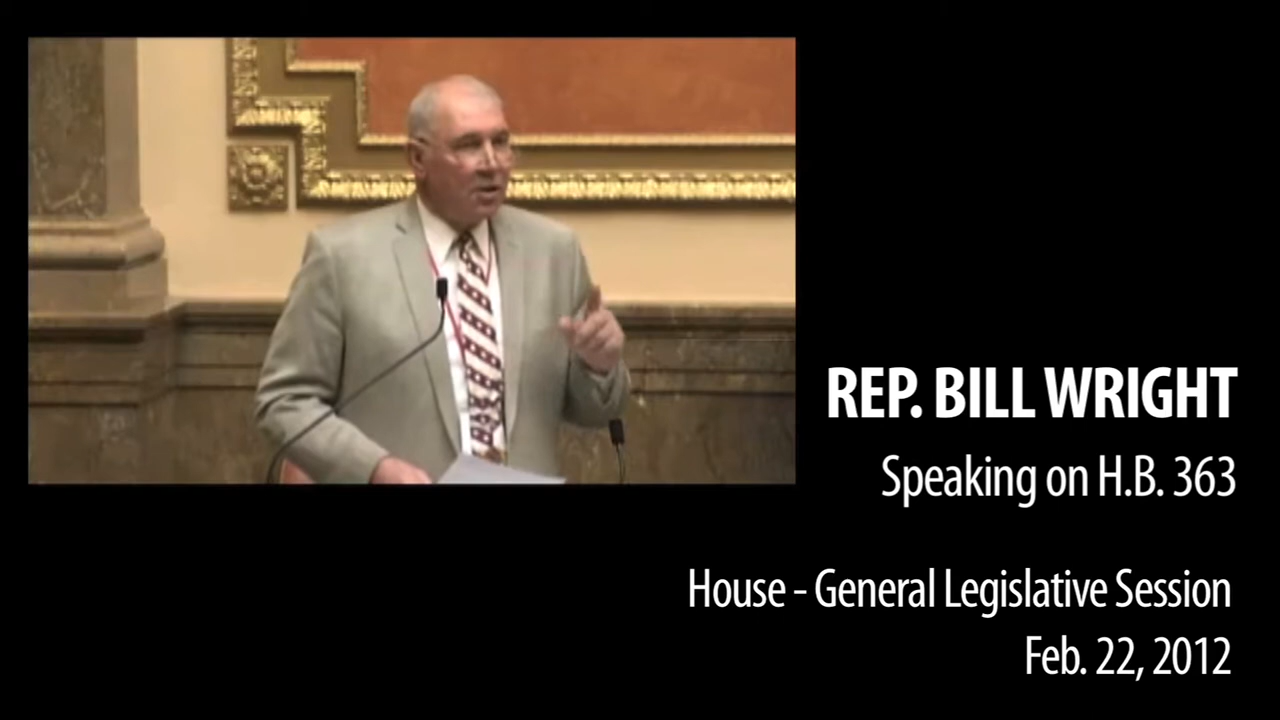 REP. BILL WRIGHT
Speaking on H.B. 363
House - General Legislative Session
Feb. 22, 2012